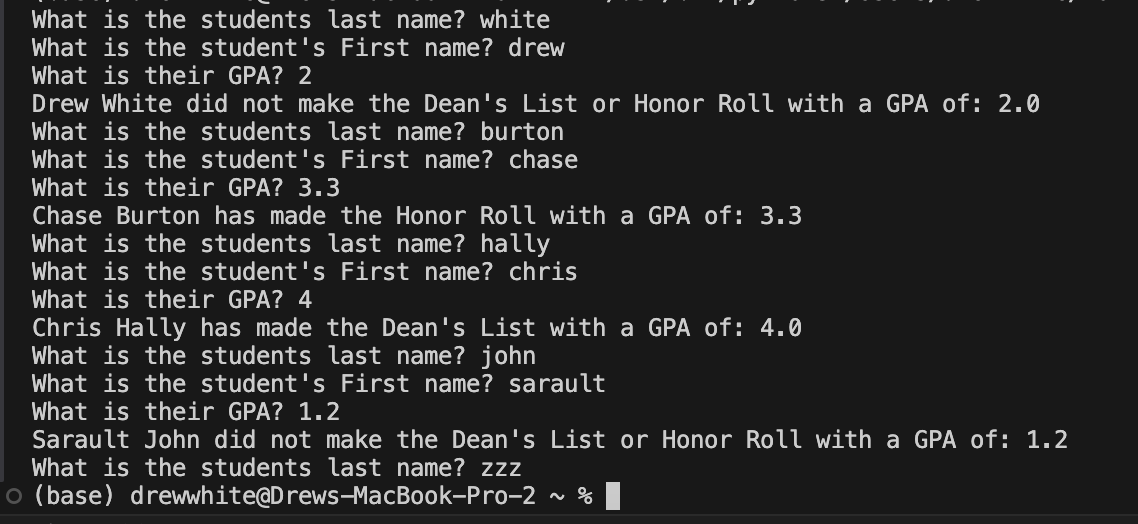 What is the students last name? white
What is the student's First name? drew
What is their GPA? 2
Drew White did not make the Dean's List or Honor Roll with a GPA of: 2.0
What is the students last name? burton
What is the student's First name? chase
What is their GPA? 3.3
Chase Burton has made the Honor Roll with a GPA of: 3.3
What is the students last name? hally
What is the student's First name? chris
What is their GPA? 4
Chris Hally has made the Dean's List with a GPA of: 4.0
What is the students last name? john
What is the student's First name? sarault
What is their GPA? 1.2
Sarault John did not make the Dean's List or Honor Roll with a GPA of: 1.2
What is the students last name? zzz
(base) drewwhite@Drews-MacBook-Pro-2 ~ %